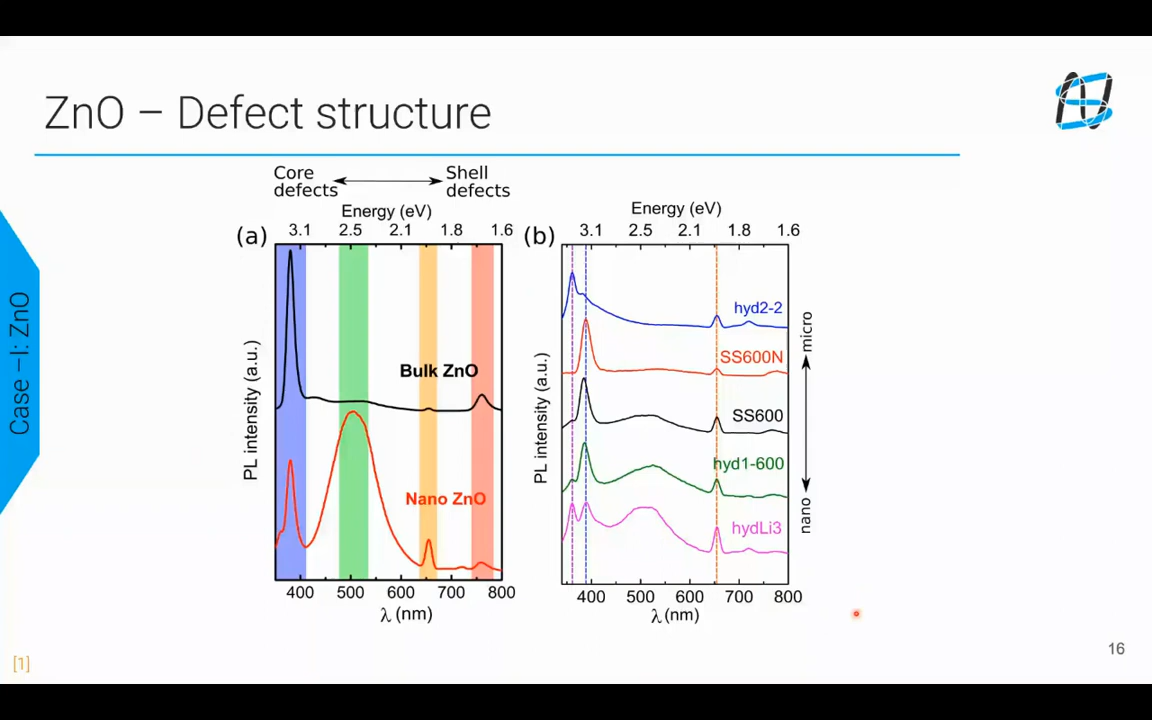 ZnO – Defect structure
Case –I: ZnO
Core defects
Shell defects
(a)
Energy (eV)
3.1 2.5 2.1 1.8 1.6
PL intensity (a.u.)
Bulk ZnO
Nano ZnO
400 500 600 700 800
λ (nm)
(b)
Energy (eV)
3.1 2.5 2.1 1.8 1.6
PL intensity (a.u.)
hyd2-2
SS600N
SS600
hyd1-600
hydLi3
400 500 600 700 800
λ (nm)
micro
nano
[1]
16